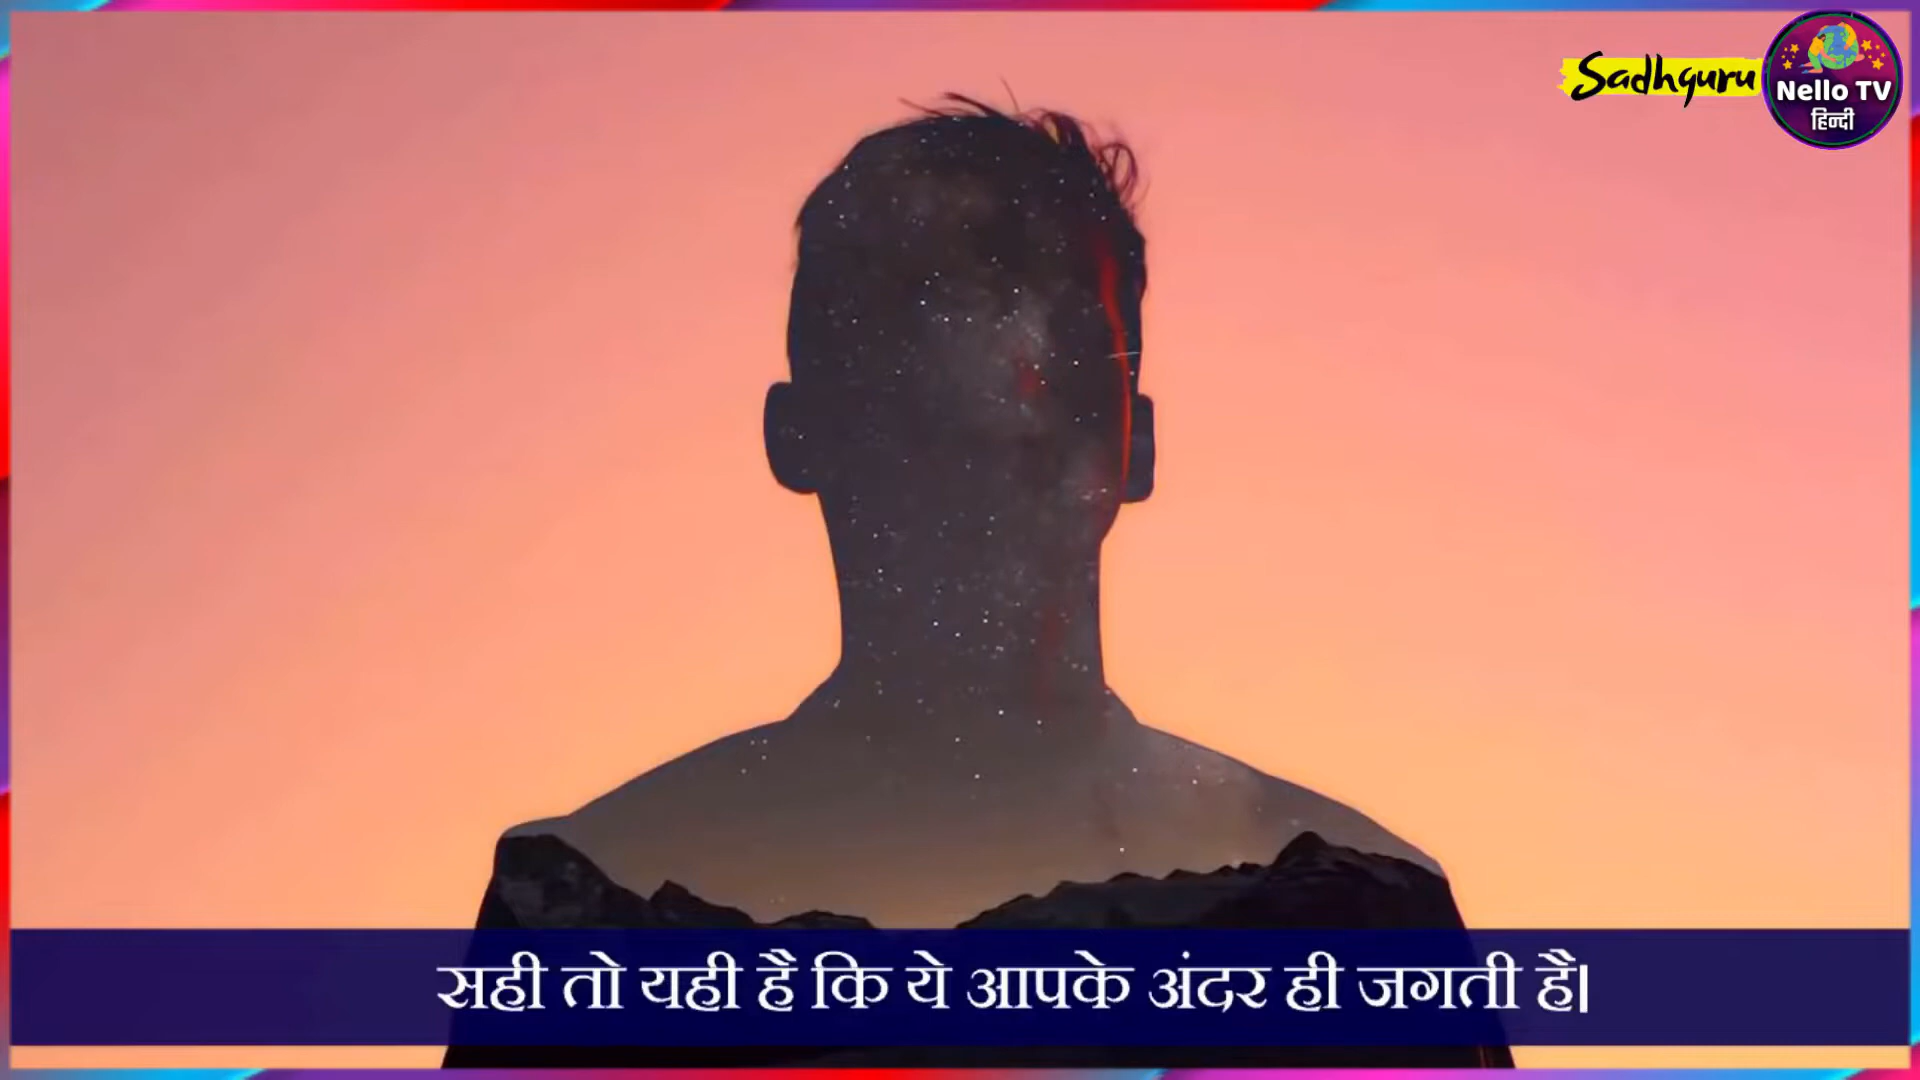 Sadhguru
Nello TV
हिन्दी
सही तो यही है कि ये आपके अंदर ही जगती है।